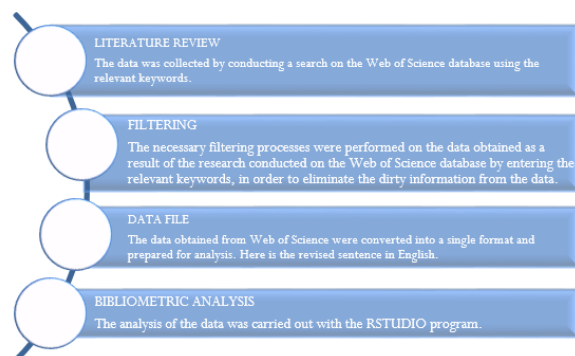 LITERATURE REVIEW
The data was collected by conducting a search on the Web of Science database using the
relevant keywords.
FILTERING
The necessary filtering processes were performed on the data obtained as a
result of the research conducted on the Web of Science database by entering the
relevant keywords, in order to eliminate the dirty information from the data.
DATA FILE
The data obtained from Web of Science were converted into a single format and
prepared for analysis. Here is the revised sentence in English.
BIBLIOMETRIC ANALYSIS
The analysis of the data was carried out with the RSTUDIO program.